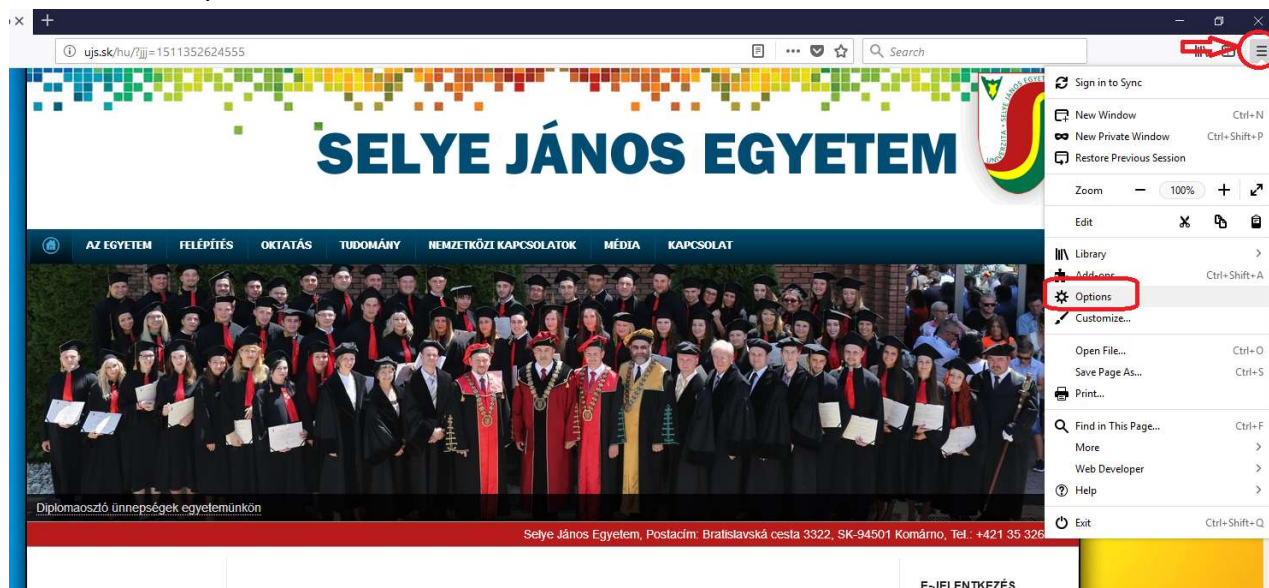 ujs.sk/hu/?jjj=1511352624555
Search
Sign in to Sync
New Window Ctrl+N
New Private Window Ctrl+Shift+P
Restore Previous Session
Zoom 100%
Edit
Library
Add-ons Ctrl+Shift+A
Options
Customize...
Open File... Ctrl+O
Save Page As... Ctrl+S
Print...
Find in This Page... Ctrl+F
More
Web Developer
Help
Exit Ctrl+Shift+Q
SELYE JÁNOS EGYETEM
AZ EGYETEM FELÉPÍTÉS OKTATÁS TUDOMÁNY NEMZETKÖZI KAPCSOLATOK MÉDIA KAPCSOLAT
Diplomaosztó ünnepségek egyetemünkön
Selye János Egyetem, Postacím: Bratislavská cesta 3322, SK-94501 Komárno, Tel.: +421 35 326
E-JELENTKEZÉS